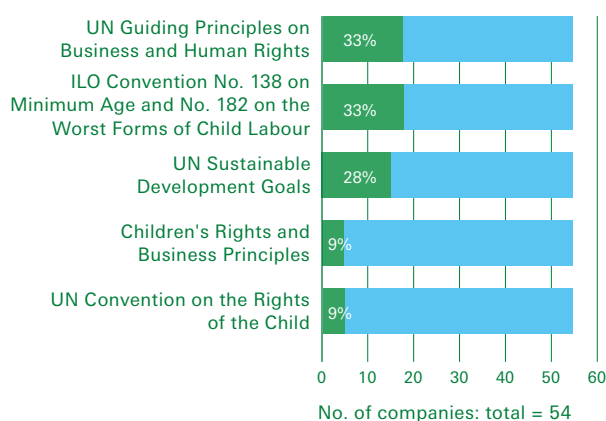 UN Guiding Principles on
Business and Human Rights
33%
ILO Convention No. 138 on
Minimum Age and No. 182 on the
Worst Forms of Child Labour
33%
UN Sustainable
Development Goals
28%
Children's Rights and
Business Principles
9%
UN Convention on the Rights
of the Child
9%
0 10 20 30 40 50 60
No. of companies: total = 54